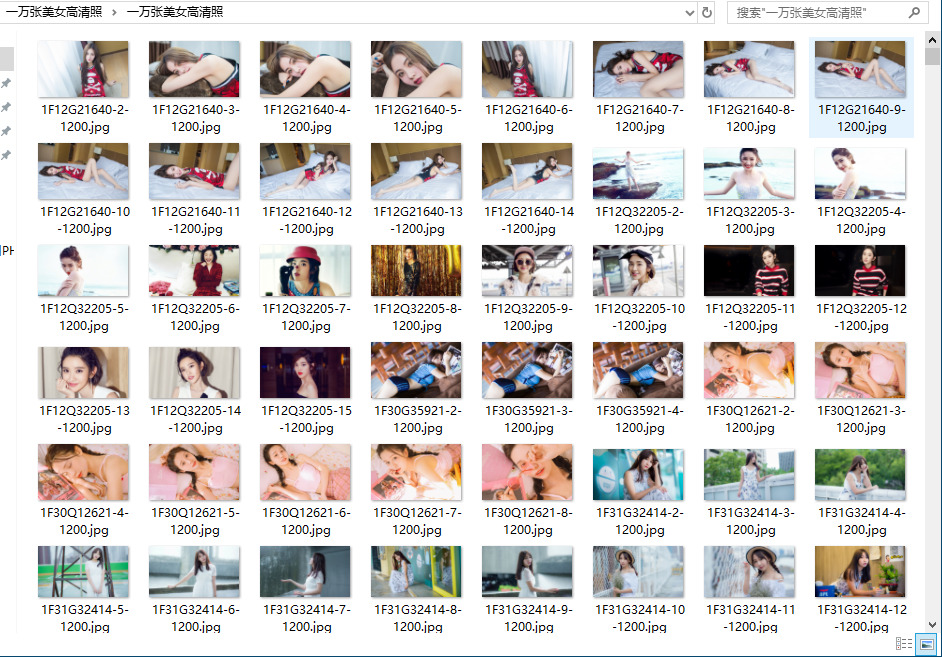 一万张美女高清照 › 一万张美女高清照
搜索"一万张美女高清照"
1F12G21640-2-1200.jpg
1F12G21640-3-1200.jpg
1F12G21640-4-1200.jpg
1F12G21640-5-1200.jpg
1F12G21640-6-1200.jpg
1F12G21640-7-1200.jpg
1F12G21640-8-1200.jpg
1F12G21640-9-1200.jpg
1F12G21640-10-1200.jpg
1F12G21640-11-1200.jpg
1F12G21640-12-1200.jpg
1F12G21640-13-1200.jpg
1F12G21640-14-1200.jpg
1F12Q32205-2-1200.jpg
1F12Q32205-3-1200.jpg
1F12Q32205-4-1200.jpg
1F12Q32205-5-1200.jpg
1F12Q32205-6-1200.jpg
1F12Q32205-7-1200.jpg
1F12Q32205-8-1200.jpg
1F12Q32205-9-1200.jpg
1F12Q32205-10-1200.jpg
1F12Q32205-11-1200.jpg
1F12Q32205-12-1200.jpg
1F12Q32205-13-1200.jpg
1F12Q32205-14-1200.jpg
1F12Q32205-15-1200.jpg
1F30G35921-2-1200.jpg
1F30G35921-3-1200.jpg
1F30G35921-4-1200.jpg
1F30Q12621-2-1200.jpg
1F30Q12621-3-1200.jpg
1F30Q12621-4-1200.jpg
1F30Q12621-5-1200.jpg
1F30Q12621-6-1200.jpg
1F30Q12621-7-1200.jpg
1F30Q12621-8-1200.jpg
1F31G32414-2-1200.jpg
1F31G32414-3-1200.jpg
1F31G32414-4-1200.jpg
1F31G32414-5-1200.jpg
1F31G32414-6-1200.jpg
1F31G32414-7-1200.jpg
1F31G32414-8-1200.jpg
1F31G32414-9-1200.jpg
1F31G32414-10-1200.jpg
1F31G32414-11-1200.jpg
1F31G32414-12-1200.jpg